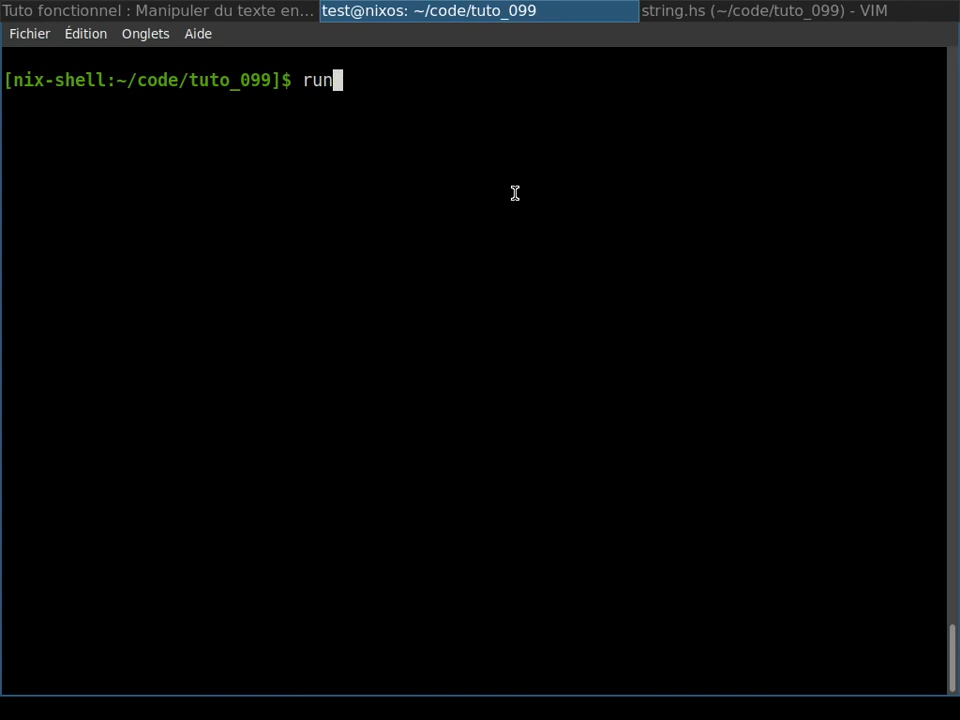 Tuto fonctionnel : Manipuler du texte en... test@nixos: ~/code/tuto_099 string.hs (~/code/tuto_099) - VIM
Fichier Édition Onglets Aide
[nix-shell:~/code/tuto_099]$ run